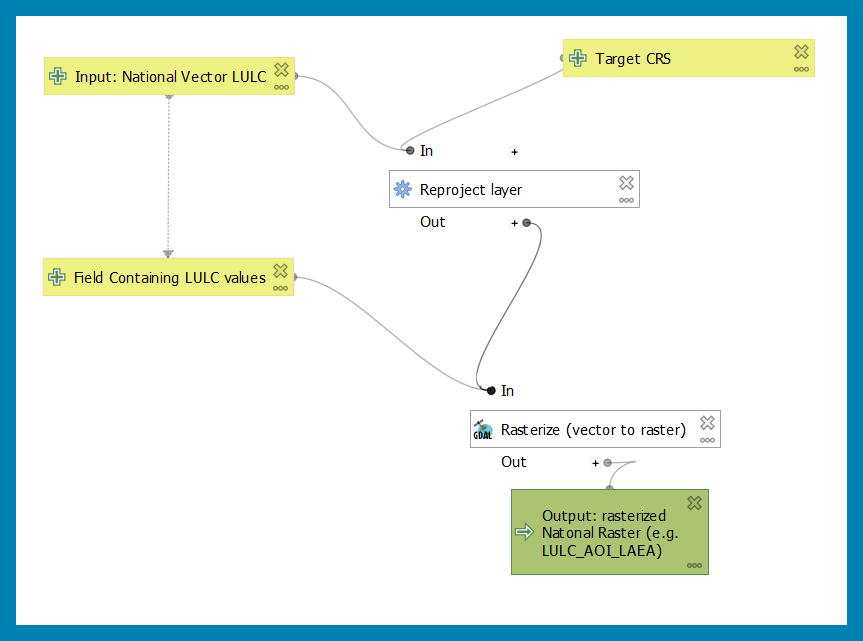 Input: National Vector LULC
Target CRS
In
+
Reproject layer
Out
+
Field Containing LULC values
In
GDAL
Rasterize (vector to raster)
Out
+
Output: rasterized
Natonal Raster (e.g.
LULC_AOI_LAEA)